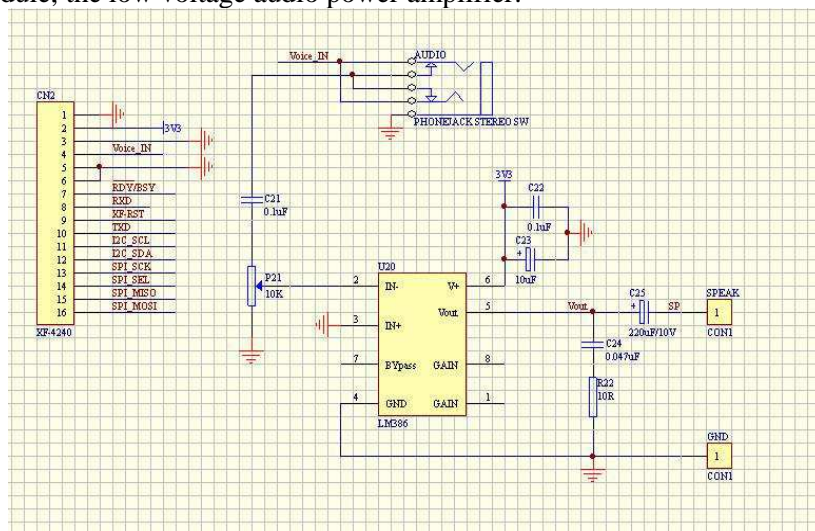 dule, the low voltage audio power amplifier.
Voice_IN
AUDIO
PHONEJACK STEREO SW
CN2
1
2
3V3
3
4
Voice_IN
5
6
7
RDY/BSY
8
RXD
9
XF-RST
10
TXD
11
I2C_SCL
12
I2C_SDA
13
SPI_SCK
14
SPI_SEL
15
SPI_MISO
16
SPI_MOSI
XF-4240
C21
0.1uF
P21
10K
3V3
C22
0.1uF
C23
+
10uF
U20
2 IN- V+ 6
Vout 5
3 IN+
7 BYpass GAIN 8
4 GND GAIN 1
LM386
Vout
C25
+
220uF/10V
SP
SPEAK
1
CON1
C24
0.047uF
R22
10R
GND
1
CON1